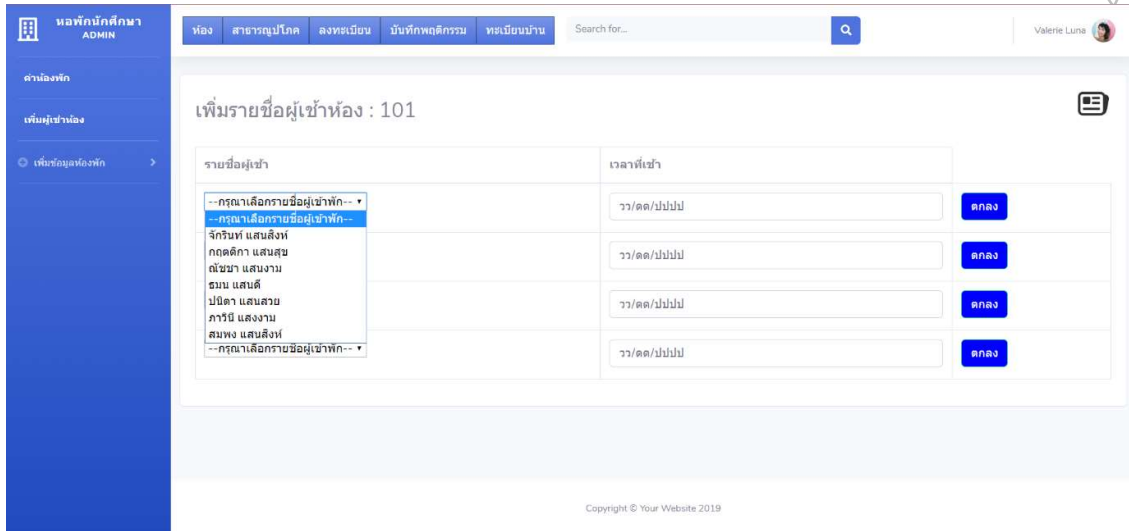 หอพักนักศึกษา
ADMIN
ห้อง สาธารณูปโภค ลงทะเบียน บันทึกพฤติกรรม ทะเบียนบ้าน Search for... Valerie Luna
ค่าห้องพัก
เพิ่มผู้เช่าห้อง
เพิ่มข้อมูลห้องพัก
เพิ่มรายชื่อผู้เช้าห้อง : 101
รายชื่อผู้เช้า เวลาที่เช้า
--กรุณาเลือกรายชื่อผู้เข้าพัก-- วว/ดด/ปปปป ตกลง
--กรุณาเลือกรายชื่อผู้เข้าพัก--
จักรินท์ แสนสิงห์
กฤตติกา แสนสุข วว/ดด/ปปปป ตกลง
ณัชชา แสนงาม
ธมน แสนดี
ปนิตา แสนสวย วว/ดด/ปปปป ตกลง
ภาวินี แสงงาม
สมพง แสนสิงห์
--กรุณาเลือกรายชื่อผู้เข้าพัก-- วว/ดด/ปปปป ตกลง
Copyright © Your Website 2019